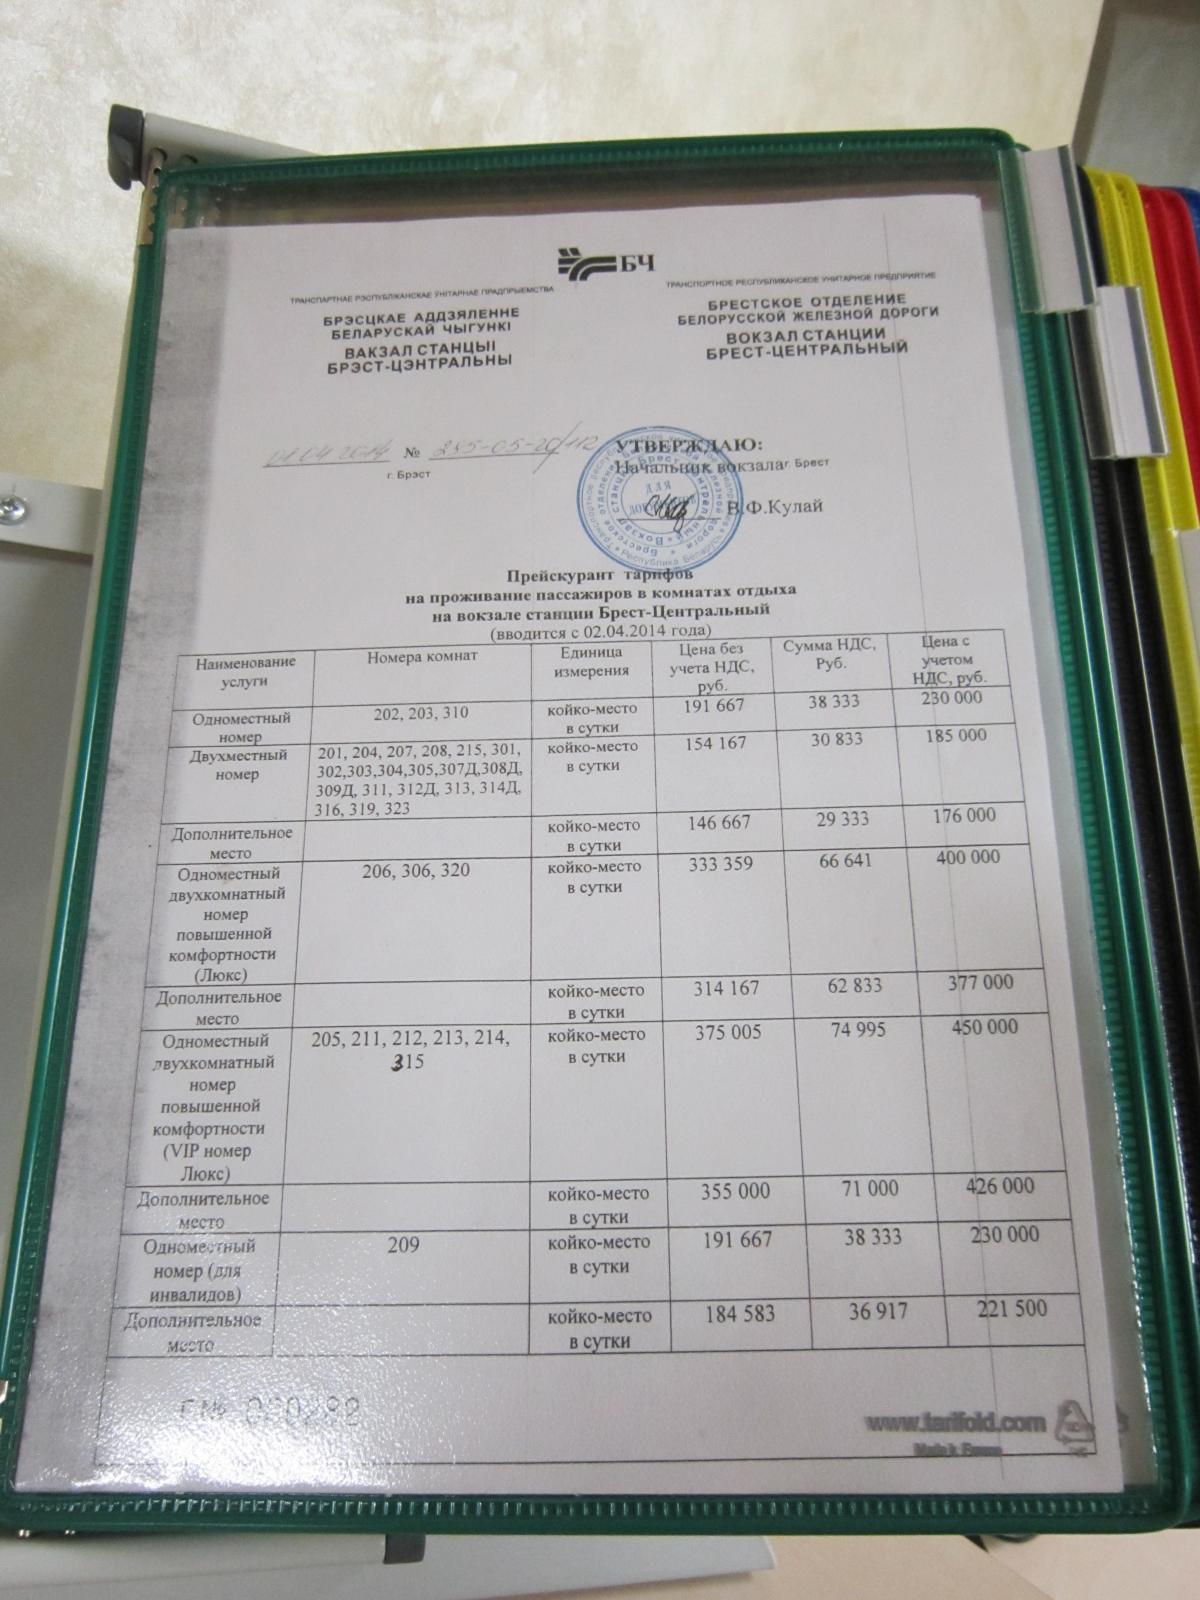 БЧ
ТРАНСПАРТНАЕ РЭСПУБЛІКАНСКАЕ УНІТАРНАЕ ПРАДПРЫЕМСТВА
БРЭСЦКАЕ АДДЗЯЛЕННЕ
БЕЛАРУСКАЙ ЧЫГУНКІ
ВАКЗАЛ СТАНЦЫІ
БРЭСТ-ЦЭНТРАЛЬНЫ
ТРАНСПОРТНОЕ РЕСПУБЛИКАНСКОЕ УНИТАРНОЕ ПРЕДПРИЯТИЕ
БРЕСТСКОЕ ОТДЕЛЕНИЕ
БЕЛОРУССКОЙ ЖЕЛЕЗНОЙ ДОРОГИ
ВОКЗАЛ СТАНЦИИ
БРЕСТ-ЦЕНТРАЛЬНЫЙ
01.04.2014 № 285-05-20/112
г. Брэст
УТВЕРЖДАЮ:
Начальник вокзала г. Брест
В.Ф.Кулай
ДЛЯ
Республика Беларусь
Прейскурант тарифов
на проживание пассажиров в комнатах отдыха
на вокзале станции Брест-Центральный
(вводится с 02.04.2014 года)
Наименование услуги Номера комнат Единица измерения Цена без учета НДС, руб. Сумма НДС, Руб. Цена с учетом НДС, руб.
Одноместный номер 202, 203, 310 койко-место в сутки 191 667 38 333 230 000
Двухместный номер 201, 204, 207, 208, 215, 301, 302,303,304,305,307Д,308Д, 309Д, 311, 312Д, 313, 314Д, 316, 319, 323 койко-место в сутки 154 167 30 833 185 000
Дополнительное место койко-место в сутки 146 667 29 333 176 000
Одноместный двухкомнатный номер повышенной комфортности (Люкс) 206, 306, 320 койко-место в сутки 333 359 66 641 400 000
Дополнительное место койко-место в сутки 314 167 62 833 377 000
Одноместный двухкомнатный номер повышенной комфортности (VIP номер Люкс) 205, 211, 212, 213, 214, 315 койко-место в сутки 375 005 74 995 450 000
Дополнительное место койко-место в сутки 355 000 71 000 426 000
Одноместный номер (для инвалидов) 209 койко-место в сутки 191 667 38 333 230 000
Дополнительное место койко-место в сутки 184 583 36 917 221 500
www.tarifold.com